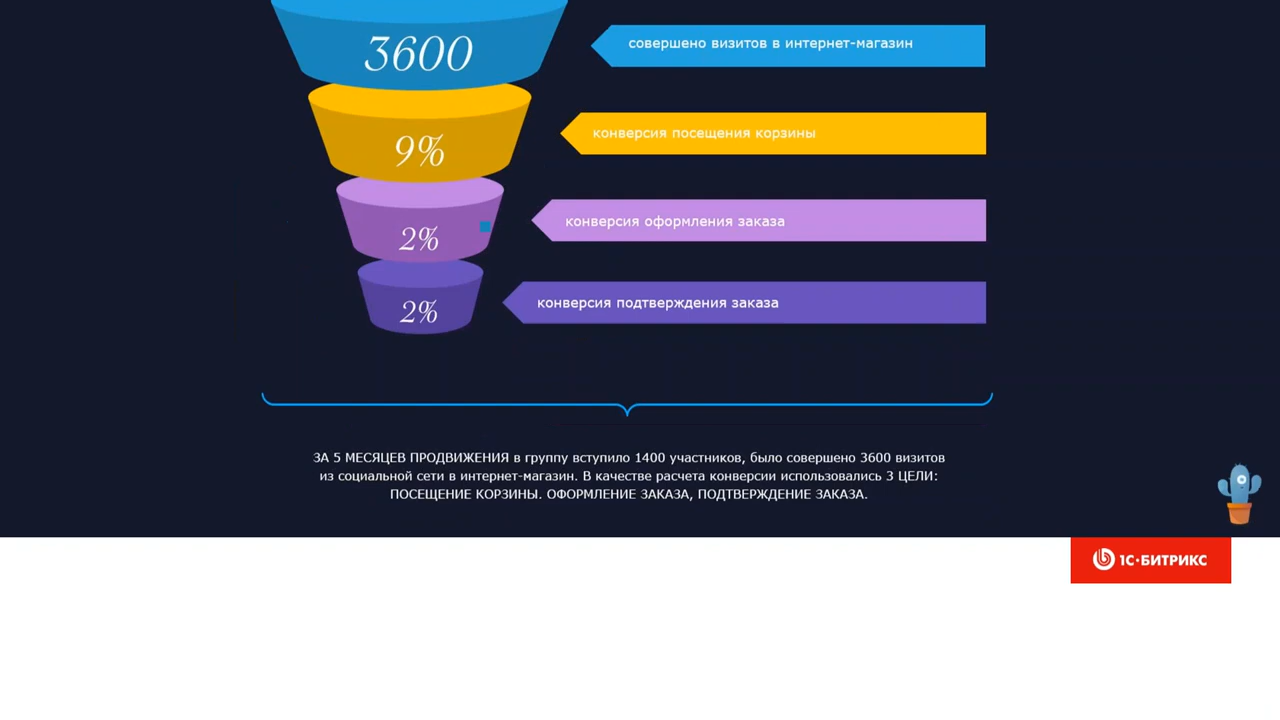 3600
совершено визитов в интернет-магазин
9%
конверсия посещения корзины
2%
конверсия оформления заказа
2%
конверсия подтверждения заказа
ЗА 5 МЕСЯЦЕВ ПРОДВИЖЕНИЯ в группу вступило 1400 участников, было совершено 3600 визитов
из социальной сети в интернет-магазин. В качестве расчета конверсии использовались 3 ЦЕЛИ:
ПОСЕЩЕНИЕ КОРЗИНЫ. ОФОРМЛЕНИЕ ЗАКАЗА, ПОДТВЕРЖДЕНИЕ ЗАКАЗА.
1С·БИТРИКС